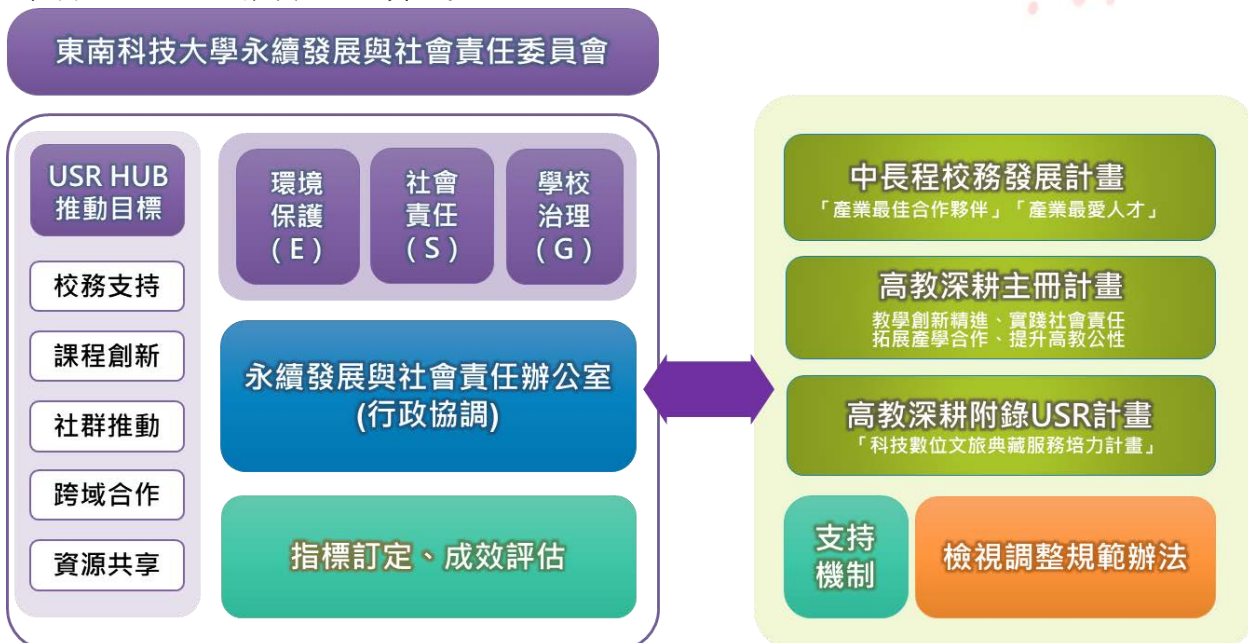 東南科技大學永續發展與社會責任委員會
USR HUB
推動目標
校務支持
課程創新
社群推動
跨域合作
資源共享
環境
保護
(E)
社會
責任
(S)
學校
治理
(G)
永續發展與社會責任辦公室
(行政協調)
指標訂定、成效評估
中長程校務發展計畫
「產業最佳合作夥伴」「產業最愛人才」
高教深耕主冊計畫
教學創新精進、實踐社會責任
拓展產學合作、提升高教公性
高教深耕附錄USR計畫
「科技數位文旅典藏服務培力計畫」
支持
機制
檢視調整規範辦法